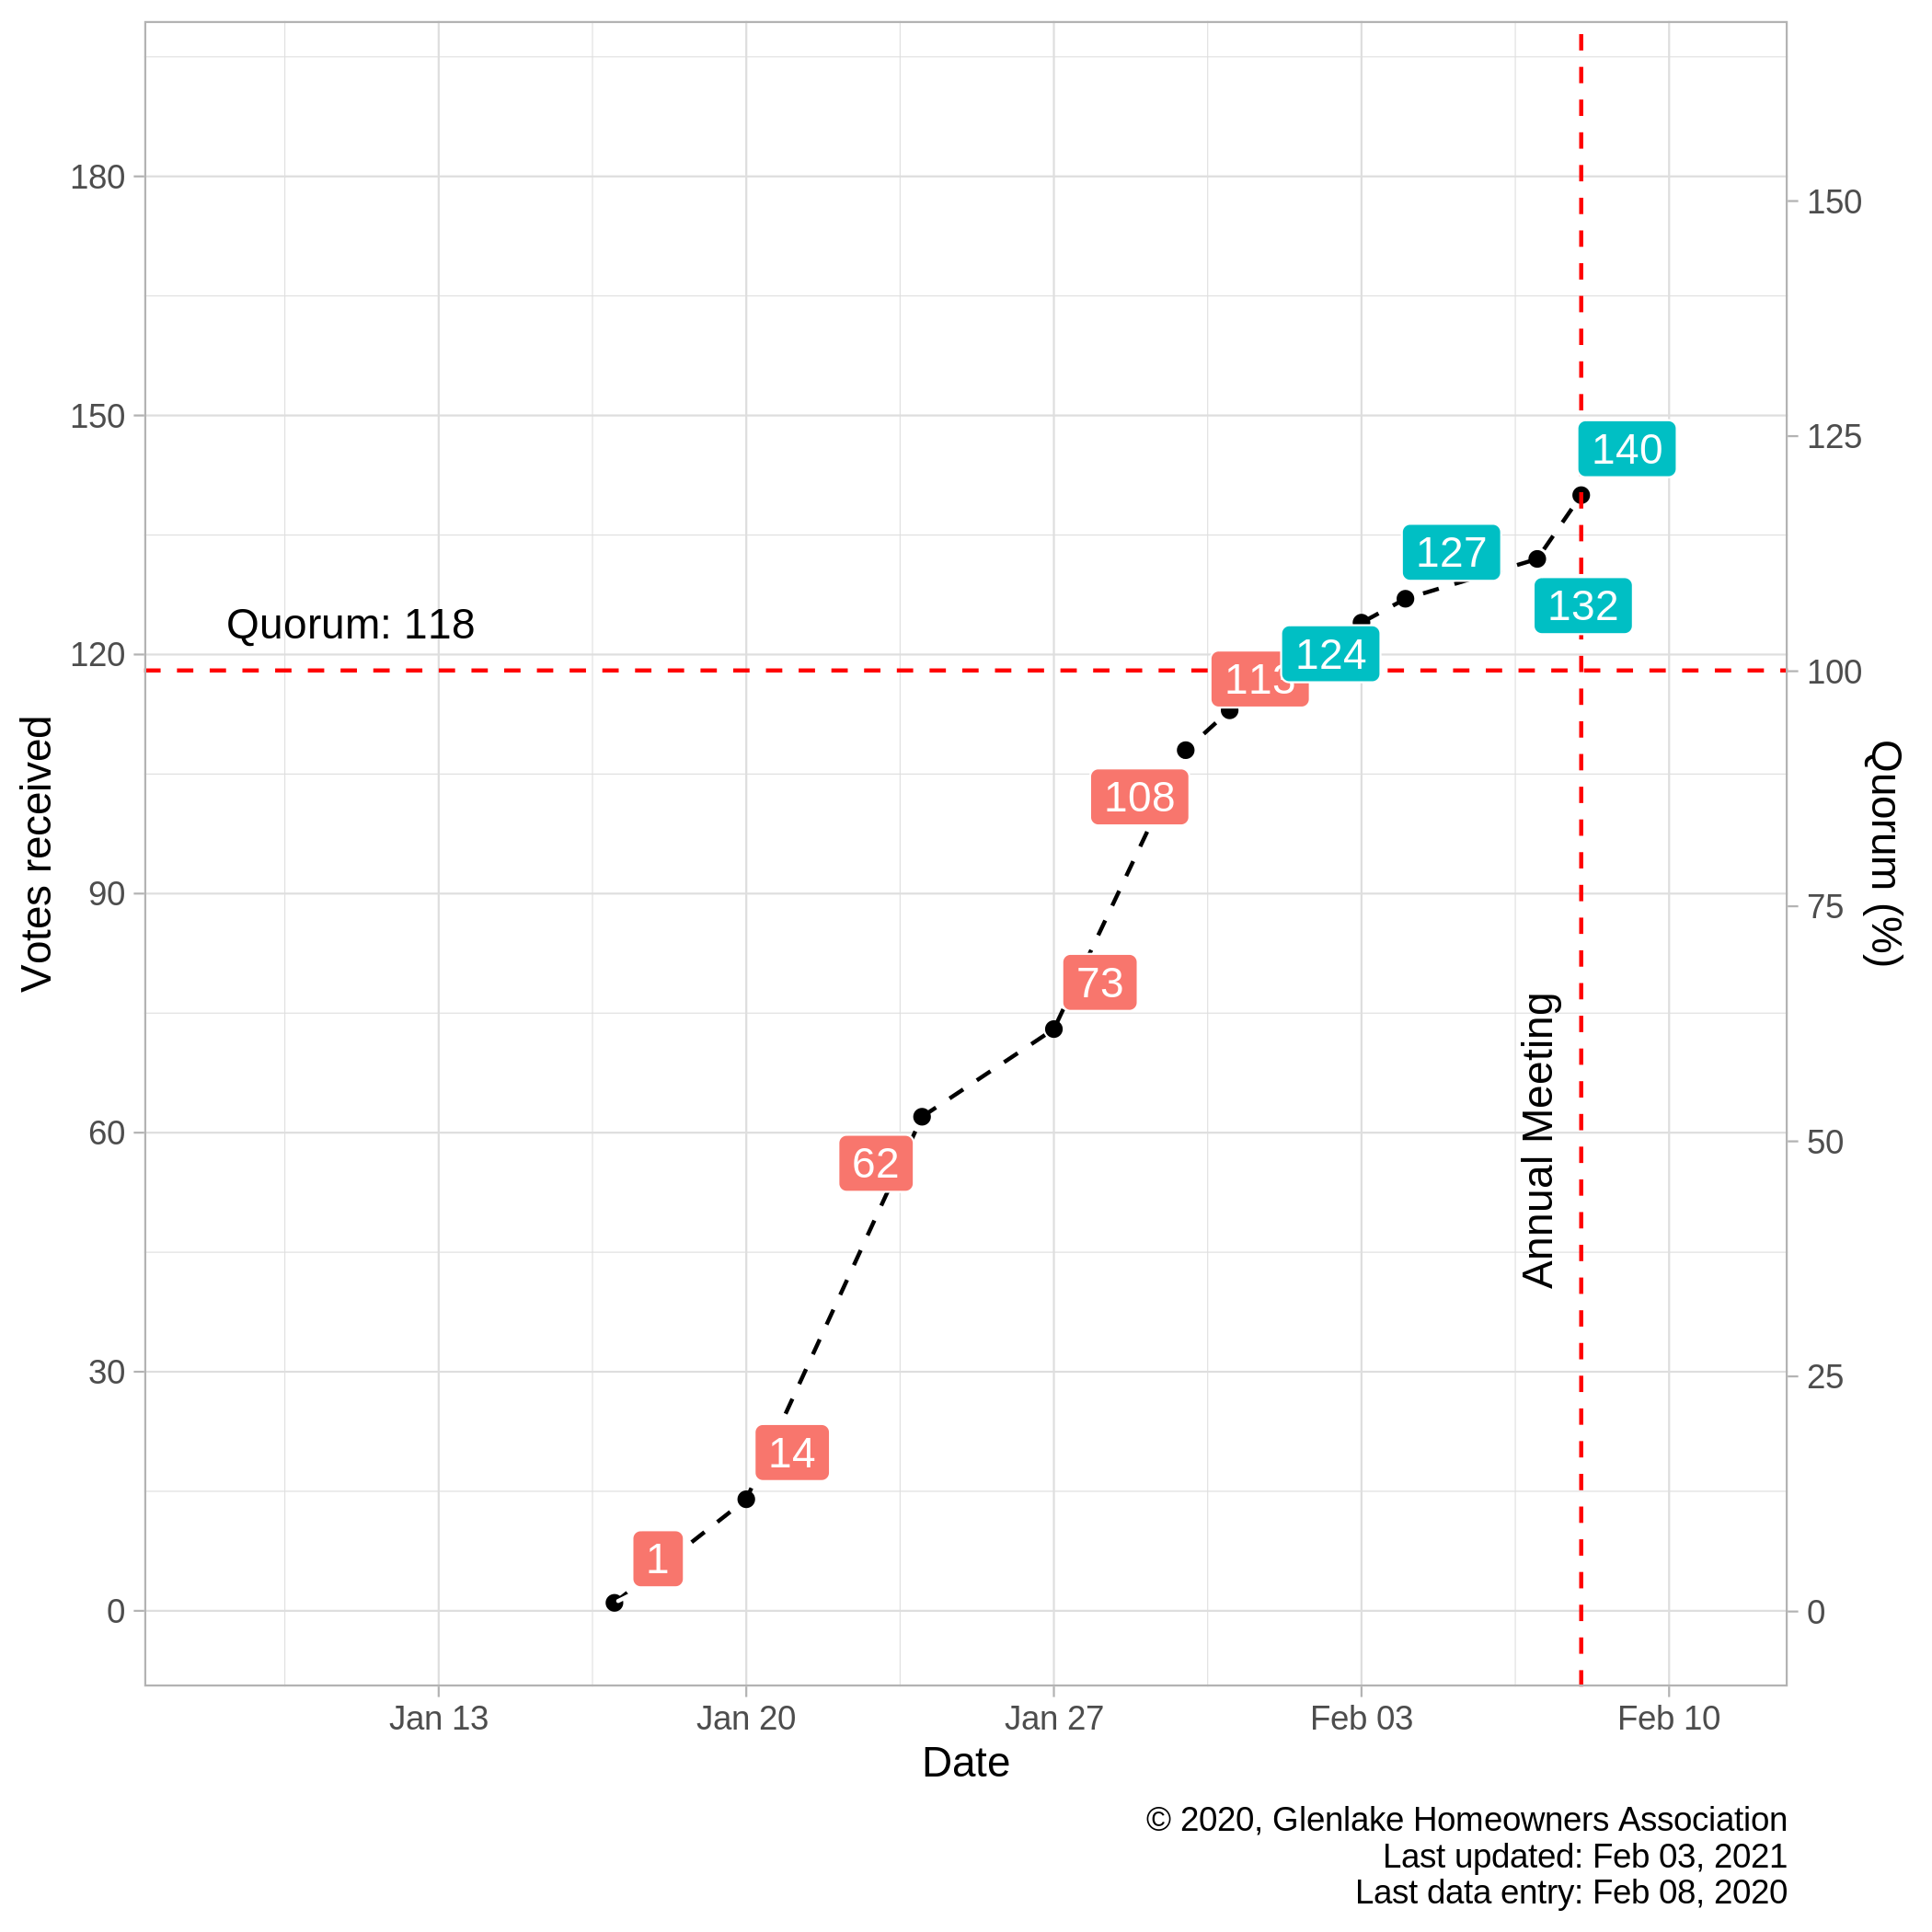 180
150
120
90
60
30
0
150
125
100
75
50
25
0
Votes received
Quorum (%)
Quorum: 118
Annual Meeting
140
127
132
124
113
108
73
62
14
1
Jan 13 Jan 20 Jan 27 Feb 03 Feb 10
Date
© 2020, Glenlake Homeowners Association
Last updated: Feb 03, 2021
Last data entry: Feb 08, 2020